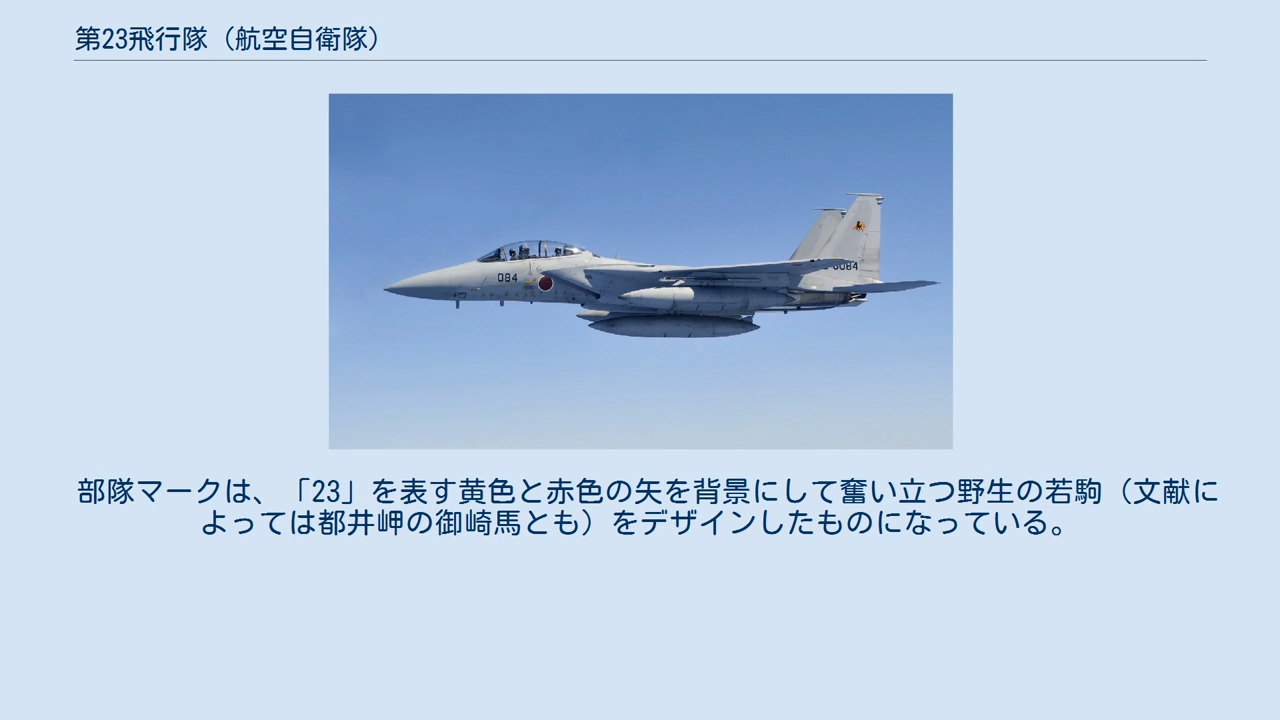 第23飛行隊（航空自衛隊）
084
部隊マークは、「23」を表す黄色と赤色の矢を背景にして奮い立つ野生の若駒（文献に
よっては都井岬の御崎馬とも）をデザインしたものになっている。